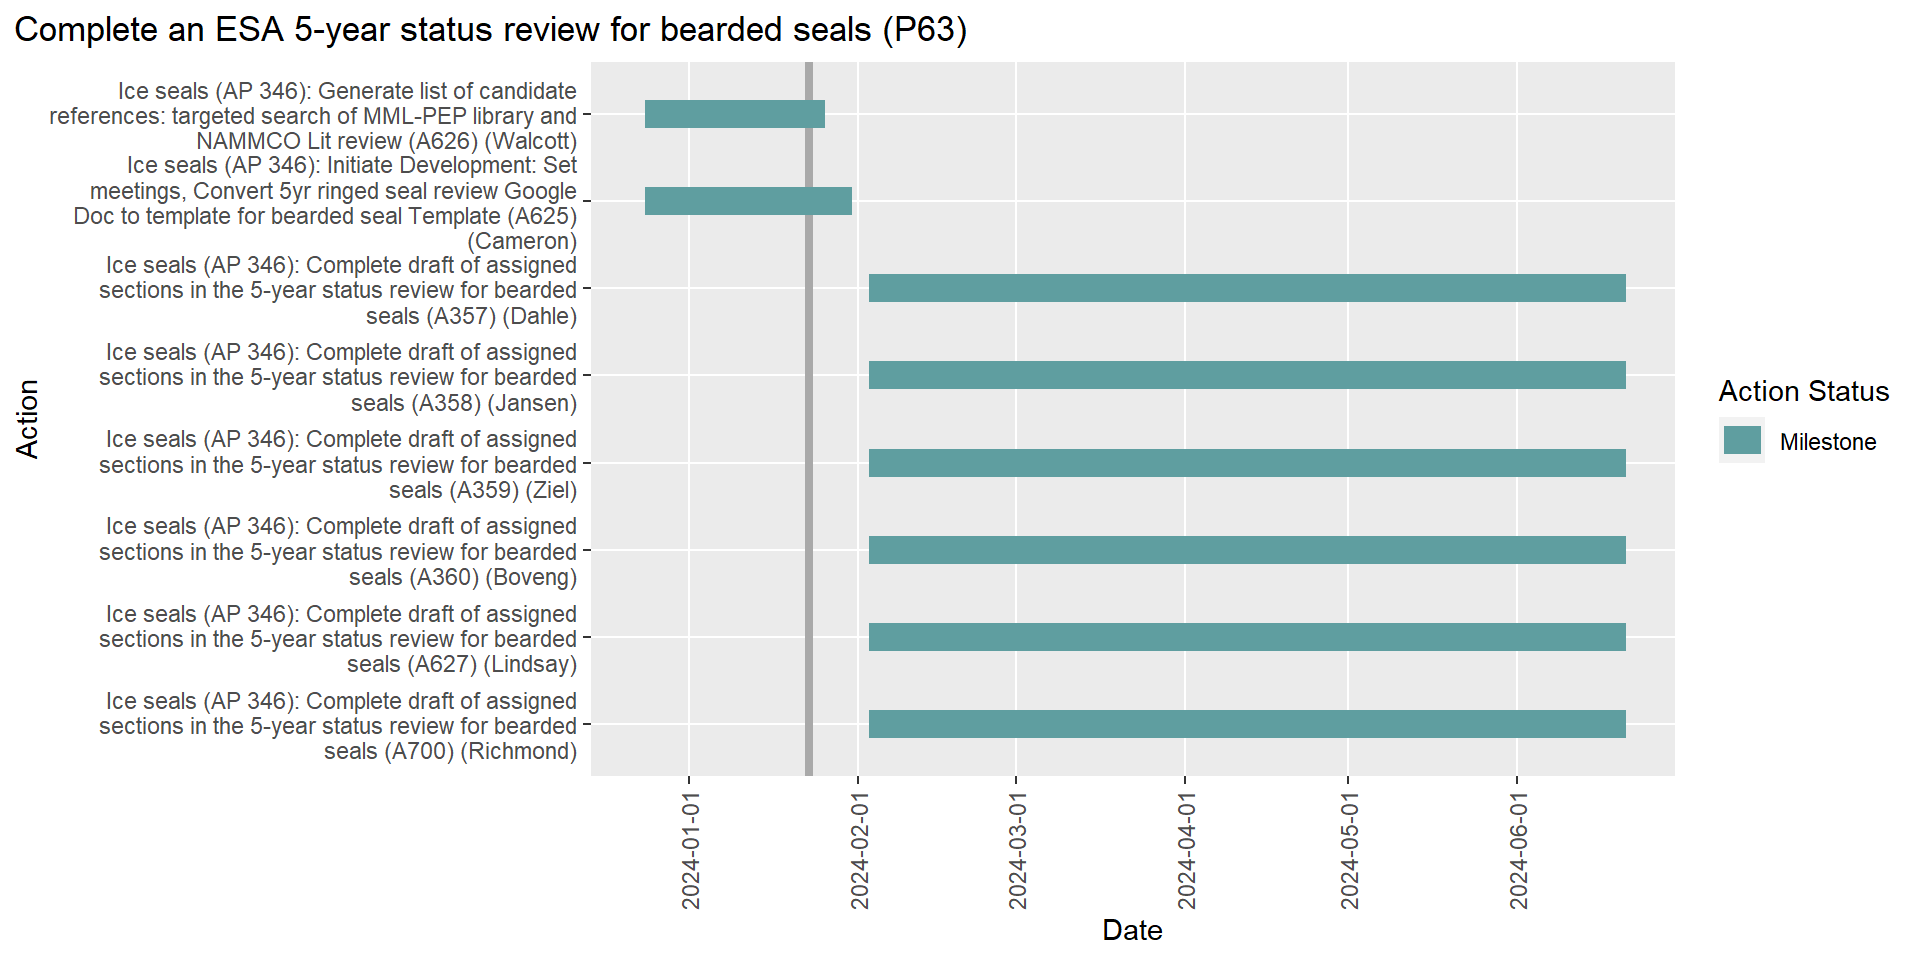 Complete an ESA 5-year status review for bearded seals (P63)
Ice seals (AP 346): Generate list of candidate
references: targeted search of MML-PEP library and
NAMMCO Lit review (A626) (Walcott)
Ice seals (AP 346): Initiate Development: Set
meetings, Convert 5yr ringed seal review Google
Doc to template for bearded seal Template (A625)
(Cameron)
Ice seals (AP 346): Complete draft of assigned
sections in the 5-year status review for bearded
seals (A357) (Dahle)
Ice seals (AP 346): Complete draft of assigned
sections in the 5-year status review for bearded
seals (A358) (Jansen)
Ice seals (AP 346): Complete draft of assigned
sections in the 5-year status review for bearded
seals (A359) (Ziel)
Ice seals (AP 346): Complete draft of assigned
sections in the 5-year status review for bearded
seals (A360) (Boveng)
Ice seals (AP 346): Complete draft of assigned
sections in the 5-year status review for bearded
seals (A627) (Lindsay)
Ice seals (AP 346): Complete draft of assigned
sections in the 5-year status review for bearded
seals (A700) (Richmond)
Action
2024-01-01
2024-02-01
2024-03-01
2024-04-01
2024-05-01
2024-06-01
Date
Action Status
Milestone